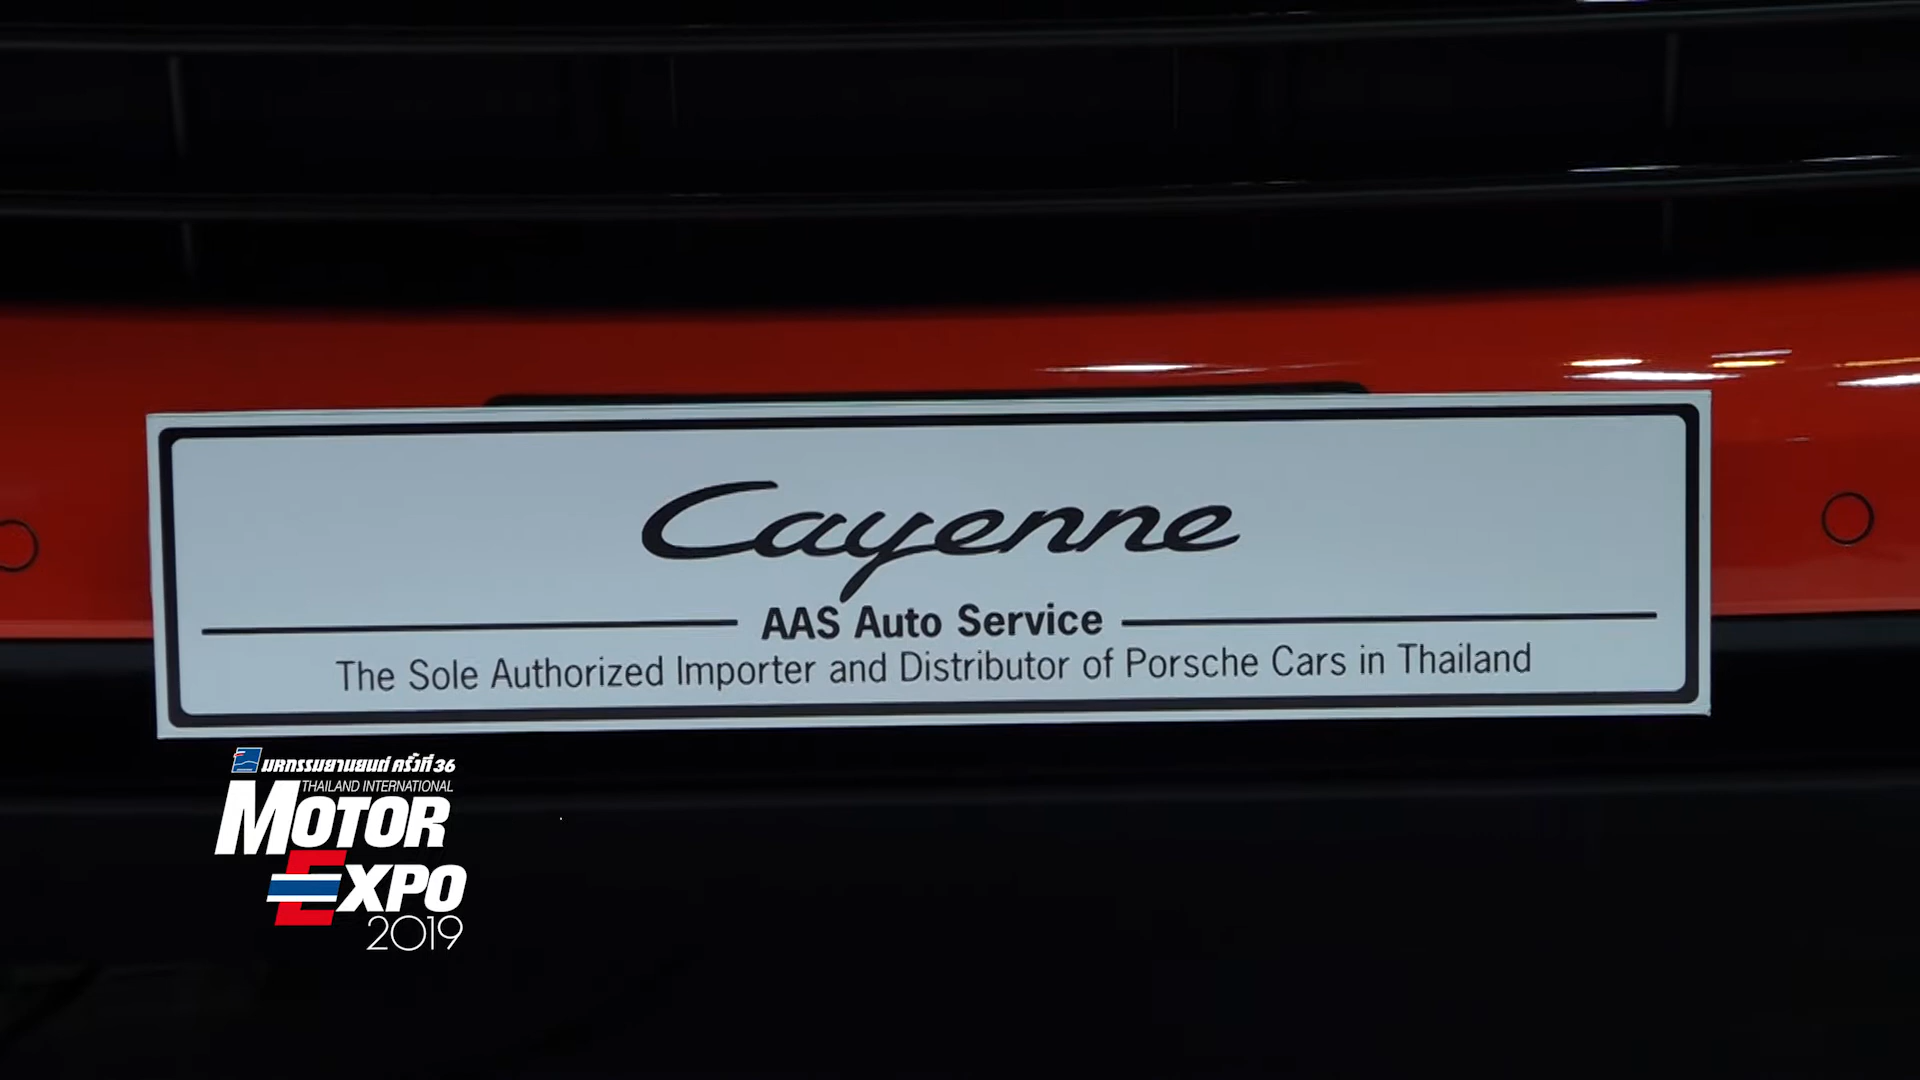 Cayenne
AAS Auto Service
The Sole Authorized Importer and Distributor of Porsche Cars in Thailand
มหกรรมยานยนต์ ครั้งที่ 36
THAILAND INTERNATIONAL
MOTOR
EXPO
2019